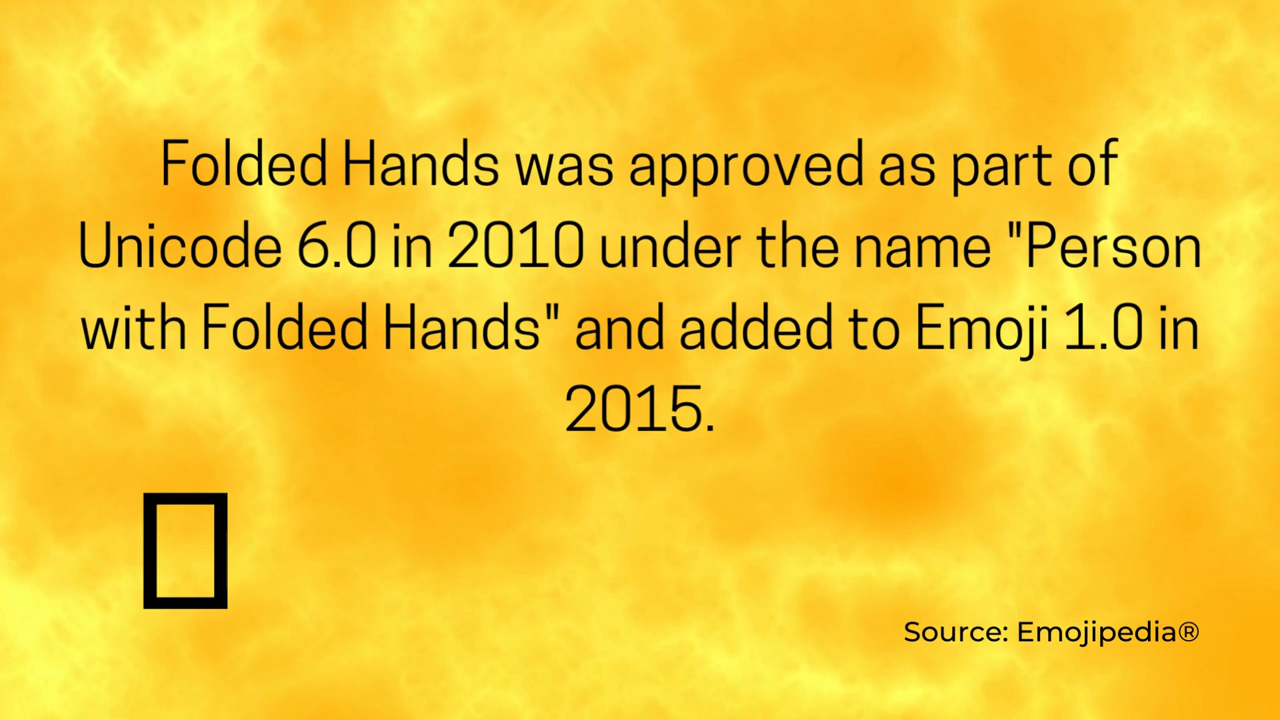 Folded Hands was approved as part of
Unicode 6.0 in 2010 under the name "Person
with Folded Hands" and added to Emoji 1.0 in
2015.
Source: Emojipedia®